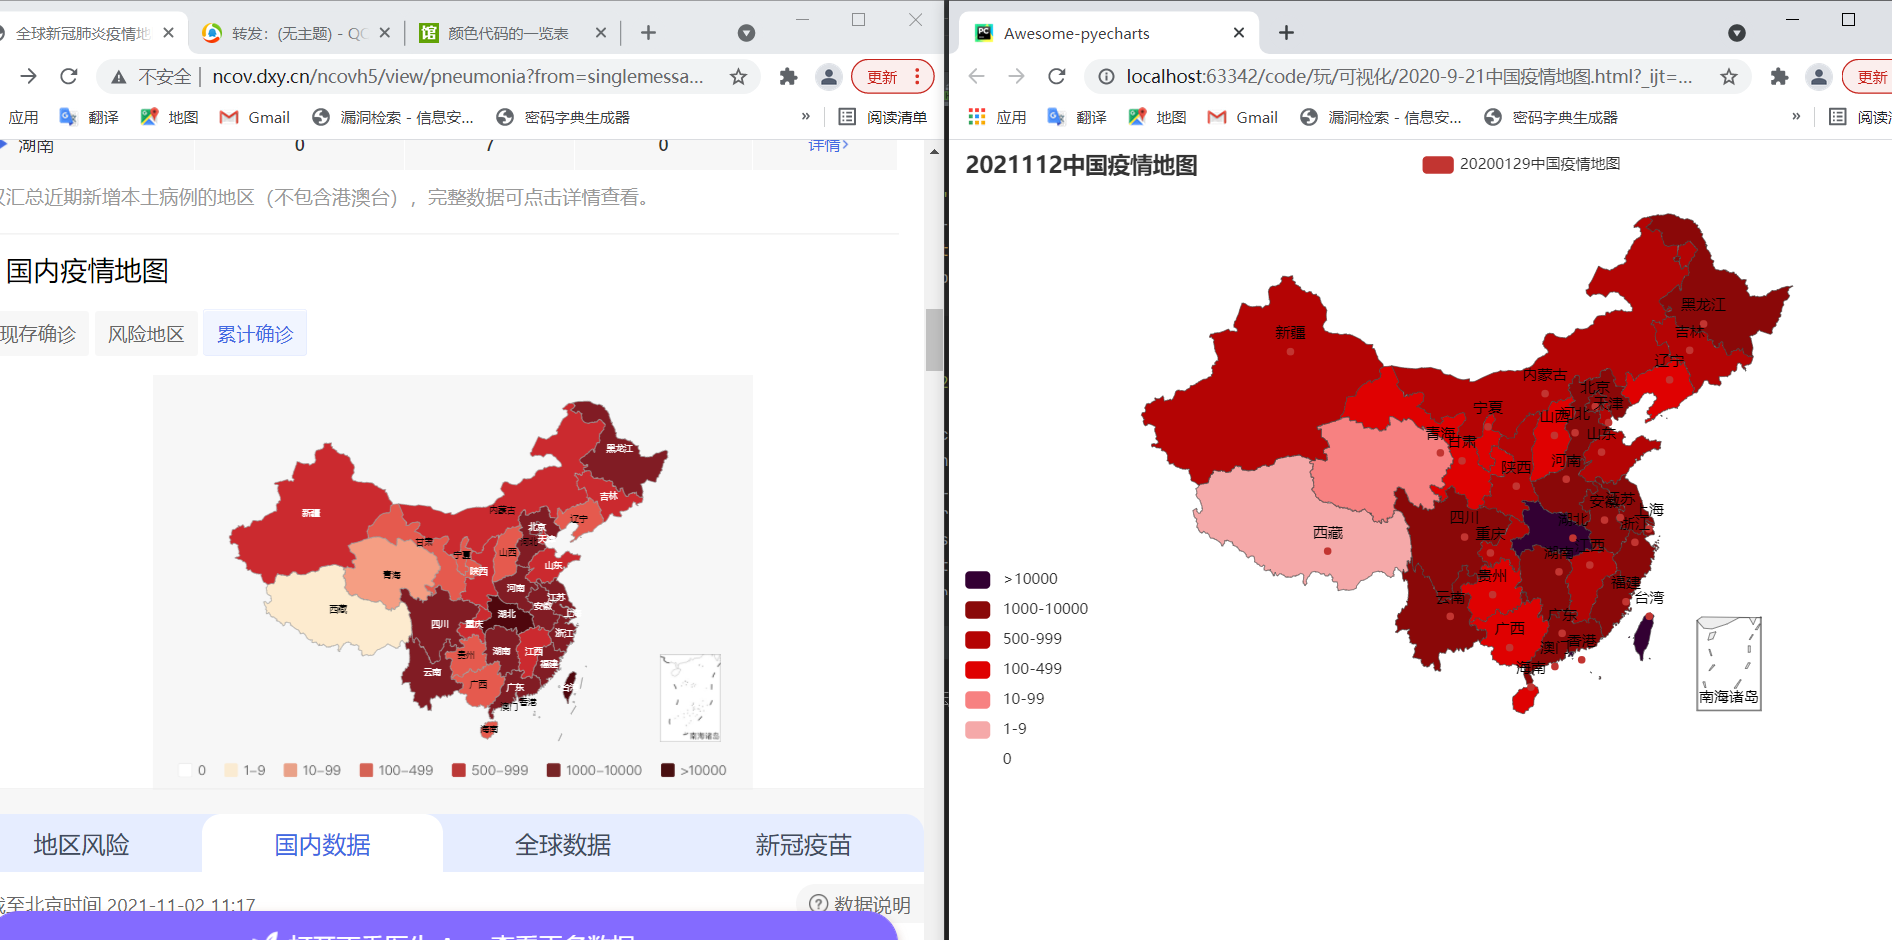 全球新冠肺炎疫情地
转发：(无主题) - QC
馆 颜色代码的一览表
不安全 | ncov.dxy.cn/ncovh5/view/pneumonia?from=singlemessa...
更新
应用
翻译
地图
Gmail
漏洞检索 - 信息安...
密码字典生成器
»
阅读清单
湖南 0 7 0 详情>
汇总近期新增本土病例的地区（不包含港澳台），完整数据可点击详情查看。
国内疫情地图
现存确诊
风险地区
累计确诊
黑龙江
吉林
辽宁
内蒙古
新疆
北京
甘肃
宁夏
山西
陕西
山东
青海
西藏
河南
江苏
安徽
湖北
四川
重庆
浙江
湖南
江西
贵州
福建
云南
广西
广东
澳门
香港
海南
南海诸岛
0 1-9 10-99 100-499 500-999 1000-10000 >10000
地区风险
国内数据
全球数据
新冠疫苗
至北京时间 2021-11-02 11:17
数据说明
PC Awesome-pyecharts
localhost:63342/code/玩/可视化/2020-9-21中国疫情地图.html?_ijt=...
更新
应用
翻译
地图
Gmail
漏洞检索 - 信息安...
密码字典生成器
»
阅读
2021112中国疫情地图
20200129中国疫情地图
黑龙江
吉林
辽宁
新疆
内蒙古
北京
天津
宁夏
山西
青海
甘肃
山东
陕西
河南
安徽
江苏
上海
四川
湖北
浙江
西藏
重庆
湖南
江西
贵州
福建
云南
台湾
广东
广西
香港
澳门
海南
南海诸岛
>10000
1000-10000
500-999
100-499
10-99
1-9
0